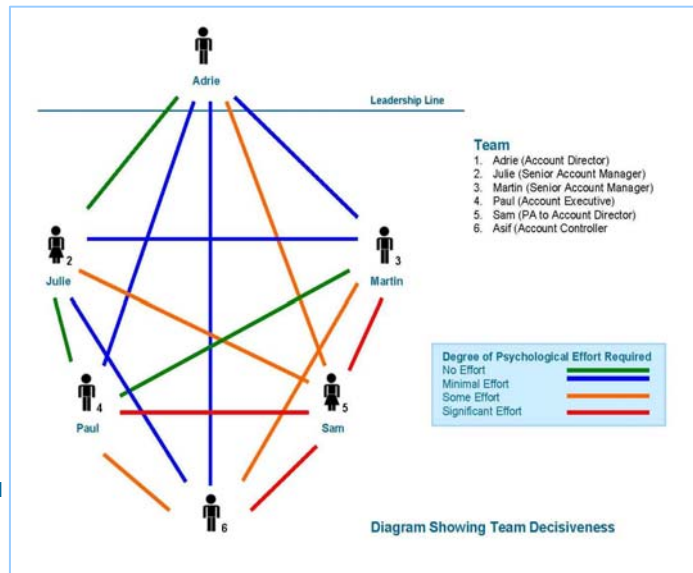 Adrie
Leadership Line
Team
1. Adrie (Account Director)
2. Julie (Senior Account Manager)
3. Martin (Senior Account Manager)
4. Paul (Account Executive)
5. Sam (PA to Account Director)
6. Asif (Account Controller
2
Julie
3
Martin
Degree of Psychological Effort Required
No Effort
Minimal Effort
Some Effort
Significant Effort
4
Paul
5
Sam
6
Diagram Showing Team Decisiveness